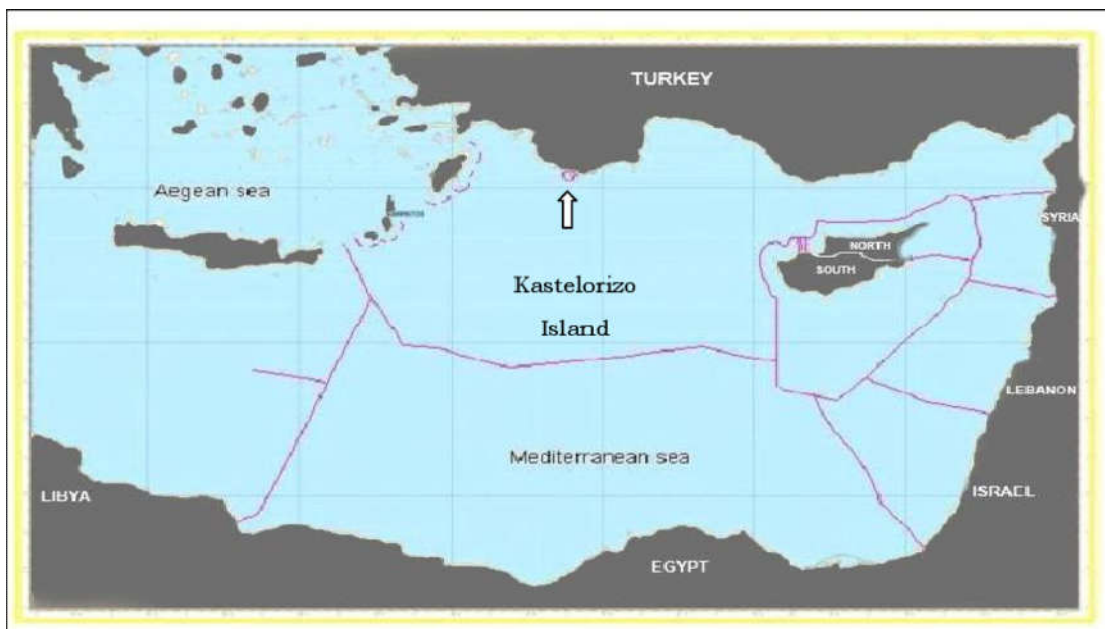 TURKEY
Aegean sea
SYRIA
NORTH
SOUTH
Kastelorizo
Island
LEBANON
Mediterranean sea
ISRAEL
LIBYA
EGYPT